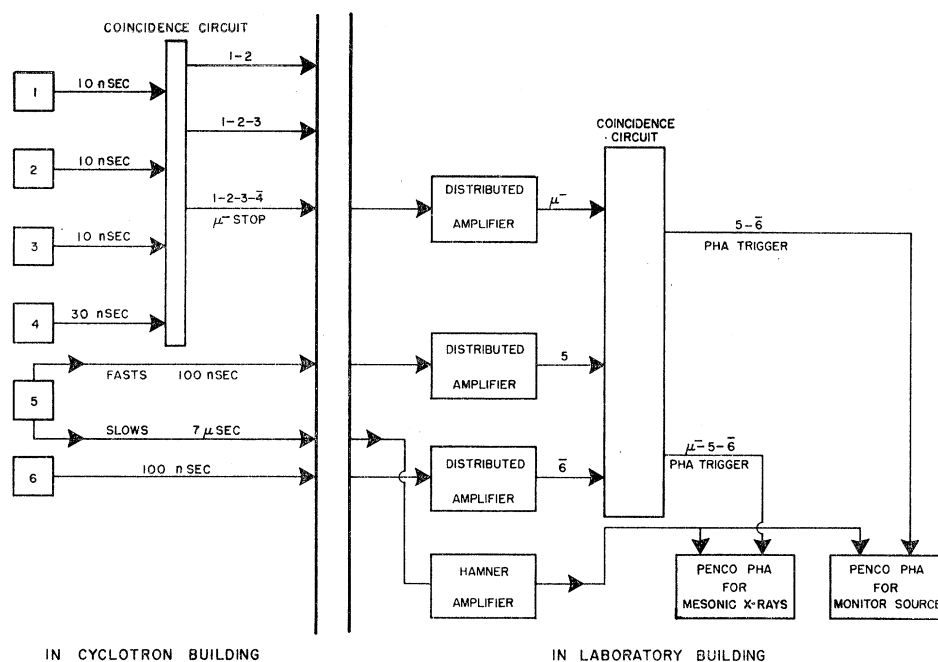 COINCIDENCE CIRCUIT
1-2
1
10 nSEC
1-2-3
2
10 nSEC
1-2-3-4̅
μ⁻ STOP
3
10 nSEC
4
30 nSEC
5
FASTS 100 nSEC
SLOWS 7 μSEC
6
100 nSEC
DISTRIBUTED
AMPLIFIER
μ⁻
COINCIDENCE
CIRCUIT
5-6̅
PHA TRIGGER
DISTRIBUTED
AMPLIFIER
5
DISTRIBUTED
AMPLIFIER
6̅
μ̅-5-6̅
PHA TRIGGER
HAMNER
AMPLIFIER
PENCO PHA
FOR
MESONIC X-RAYS
PENCO PHA
FOR
MONITOR SOURCE
IN CYCLOTRON BUILDING
IN LABORATORY BUILDING